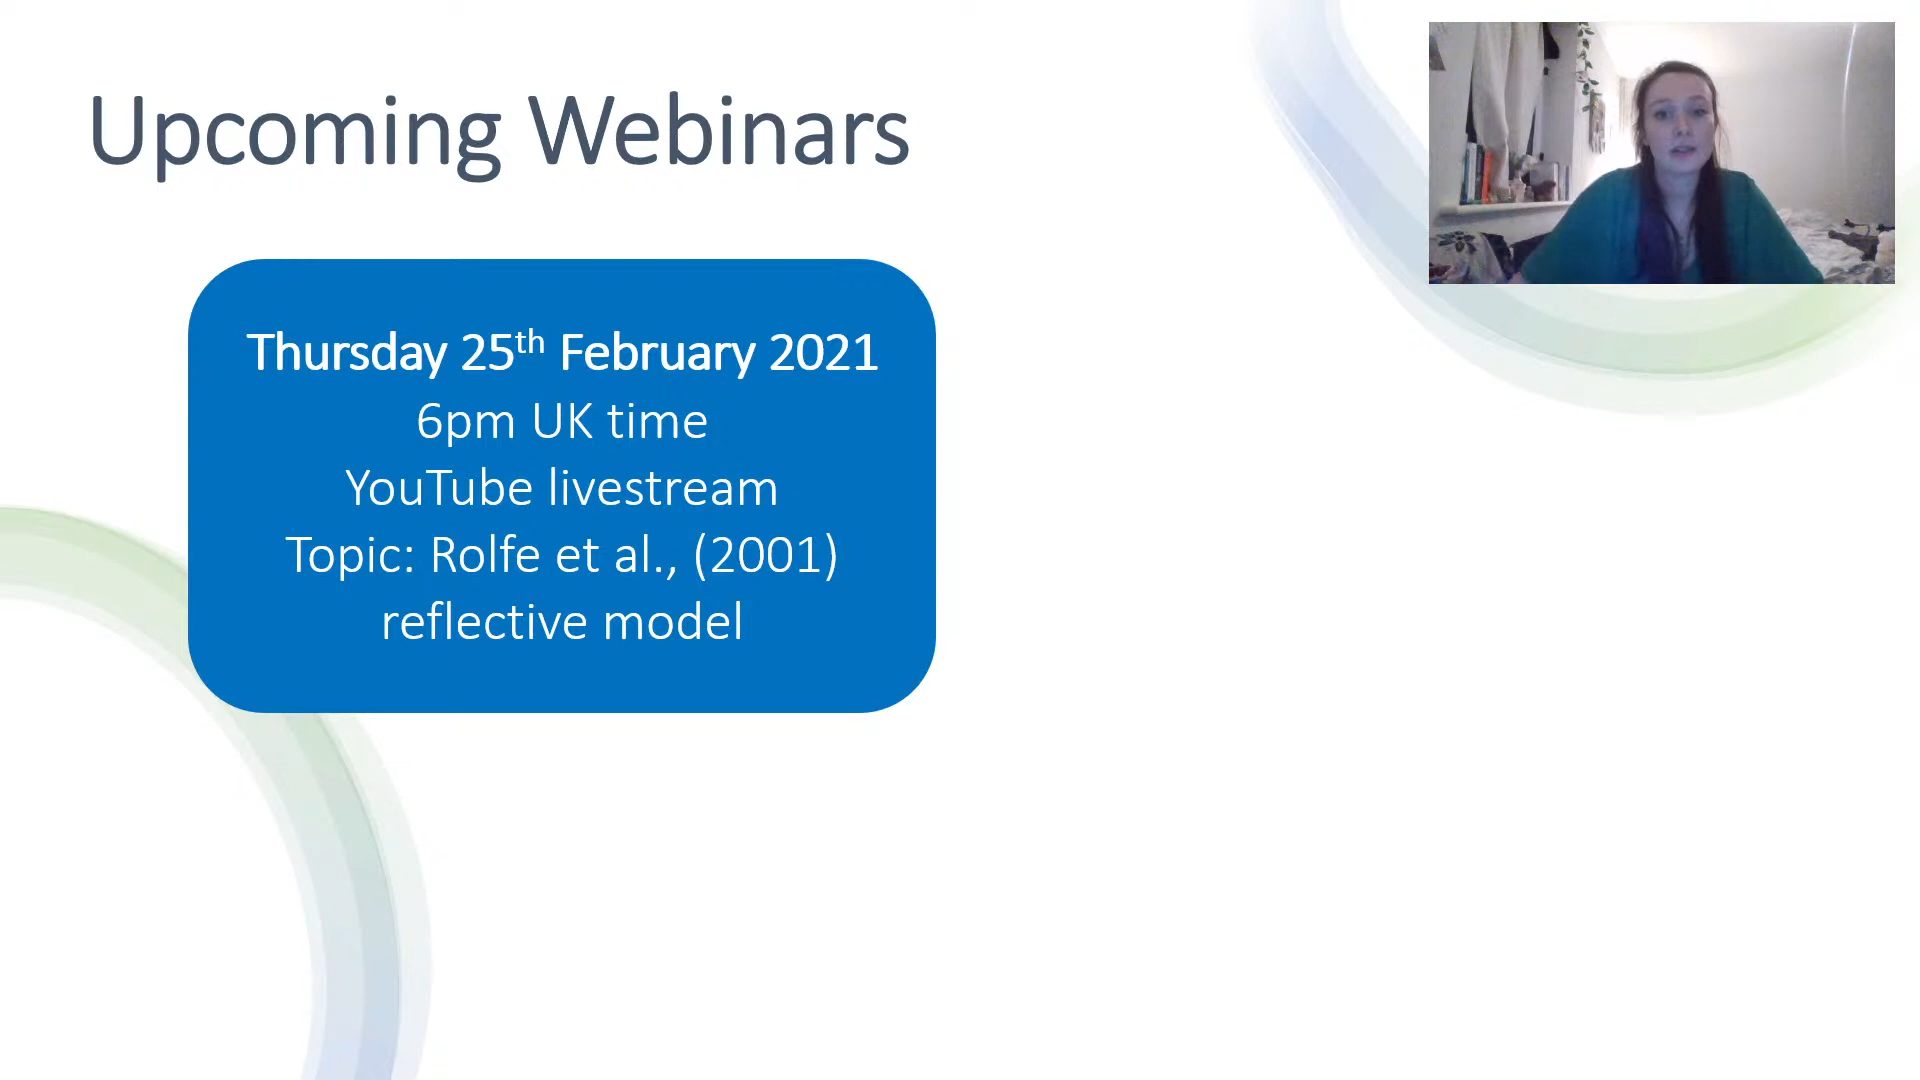 Upcoming Webinars
Thursday 25th February 2021
6pm UK time
YouTube livestream
Topic: Rolfe et al., (2001)
reflective model